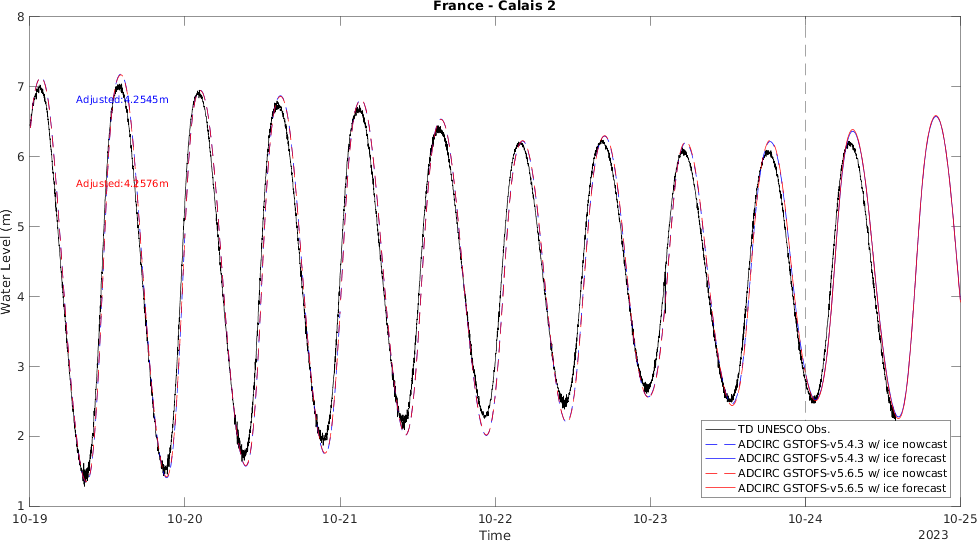 France - Calais 2
Water Level (m)
8
7
6
5
4
3
2
1
Adjusted:4.2545m
Adjusted:4.2576m
TD UNESCO Obs.
ADCIRC GSTOFS-v5.4.3 w/ ice nowcast
ADCIRC GSTOFS-v5.4.3 w/ ice forecast
ADCIRC GSTOFS-v5.6.5 w/ ice nowcast
ADCIRC GSTOFS-v5.6.5 w/ ice forecast
10-19 10-20 10-21 10-22 10-23 10-24 10-25
Time
2023